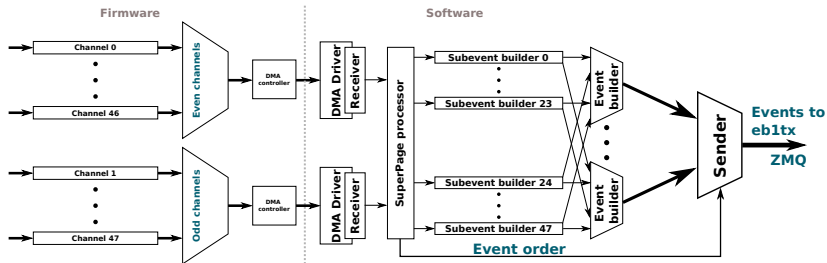 Firmware
Software
Channel 0
Channel 46
Even channels
DMA
controller
DMA Driver
Receiver
Channel 1
Channel 47
Odd channels
DMA
controller
DMA Driver
Receiver
SuperPage processor
Subevent builder 0
Subevent builder 23
Subevent builder 24
Subevent builder 47
Event
builder
Event
builder
Event order
Sender
Events to
eb1tx
ZMQ